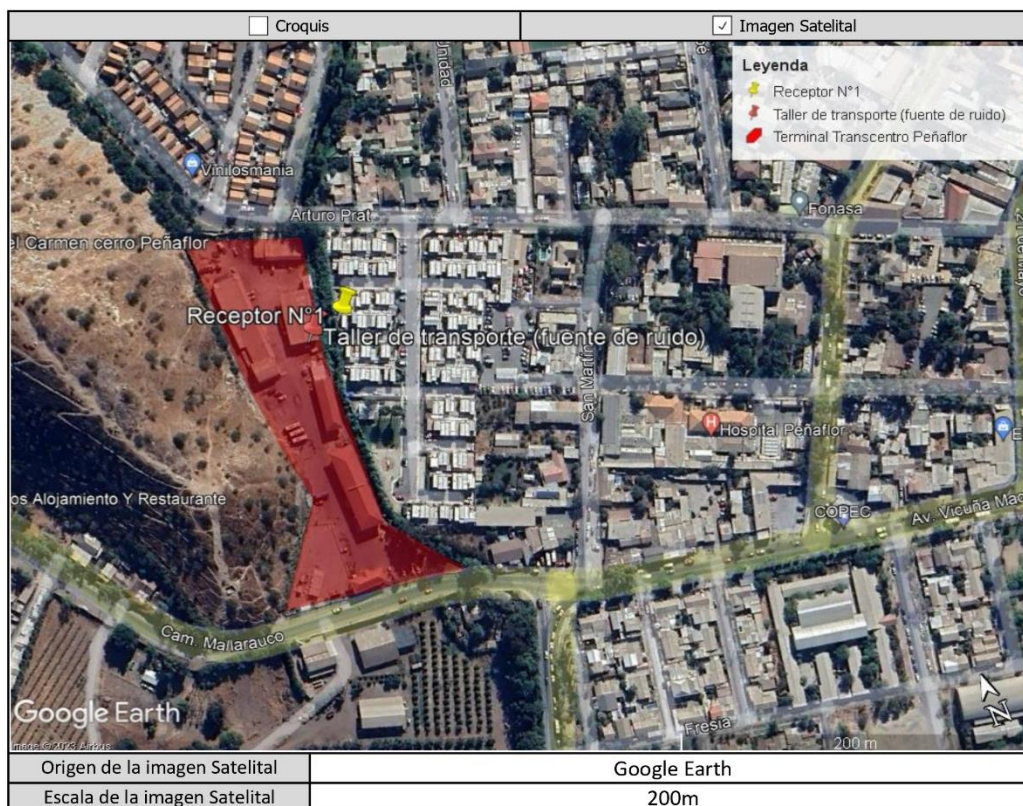 Croquis
Imagen Satelital
Leyenda
Receptor N°1
Taller de transporte (fuente de ruido)
Terminal Transcentro Peñaflor
Vinilosmania
Arturo Prat
Fonasa
el Carmen cerro Peñaflor
Receptor N°1
Taller de transporte (fuente de ruido)
San Martín
Hospital Peñaflor
os Alojamiento Y Restaurante
COPEC
Av. Vicuña Mac
Cam. Mallarauco
Google Earth
Fresia
N
200 m
Origen de la imagen Satelital
Google Earth
Escala de la imagen Satelital
200m